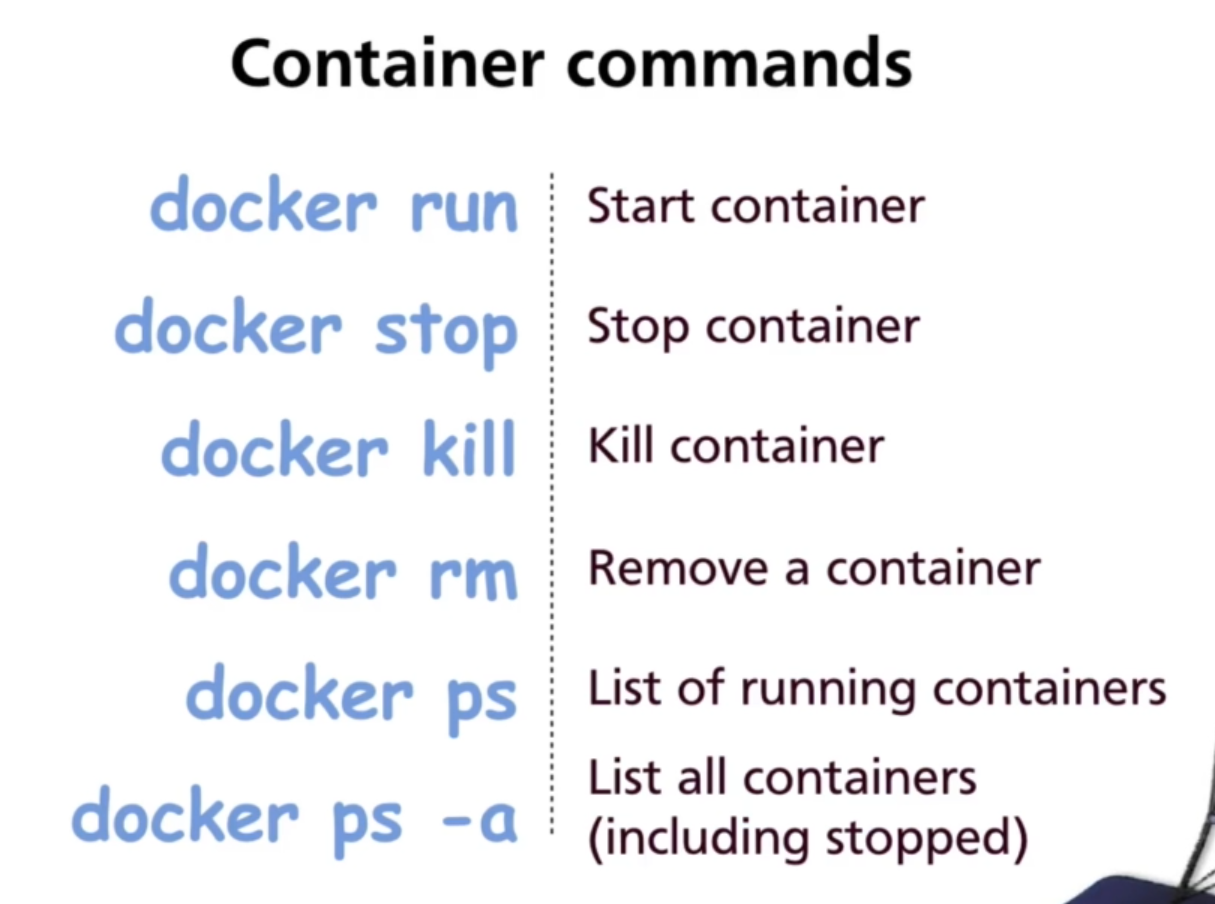 Container commands
docker run Start container
docker stop Stop container
docker kill Kill container
docker rm Remove a container
docker ps List of running containers
docker ps -a List all containers
(including stopped)